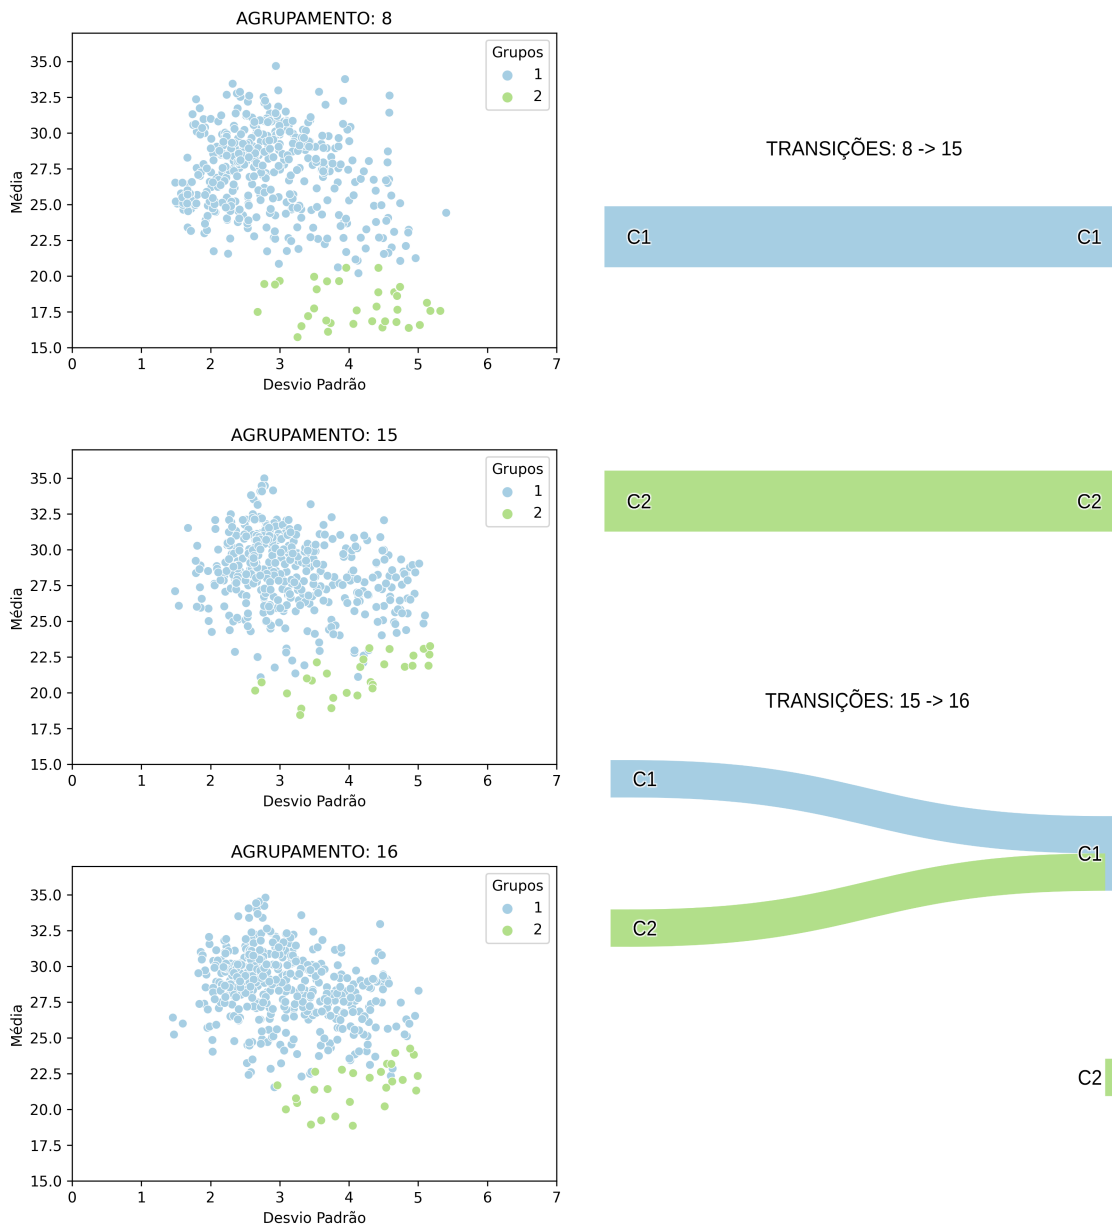 AGRUPAMENTO: 8
35.0
32.5
30.0
27.5
25.0
22.5
20.0
17.5
15.0
Média
Grupos
1
2
0 1 2 3 4 5 6 7
Desvio Padrão
TRANSIÇÕES: 8 -> 15
C1 C1
C2 C2
AGRUPAMENTO: 15
35.0
32.5
30.0
27.5
25.0
22.5
20.0
17.5
15.0
Média
Grupos
1
2
0 1 2 3 4 5 6 7
Desvio Padrão
TRANSIÇÕES: 15 -> 16
C1
C1
C2
C2
AGRUPAMENTO: 16
35.0
32.5
30.0
27.5
25.0
22.5
20.0
17.5
15.0
Média
Grupos
1
2
0 1 2 3 4 5 6 7
Desvio Padrão